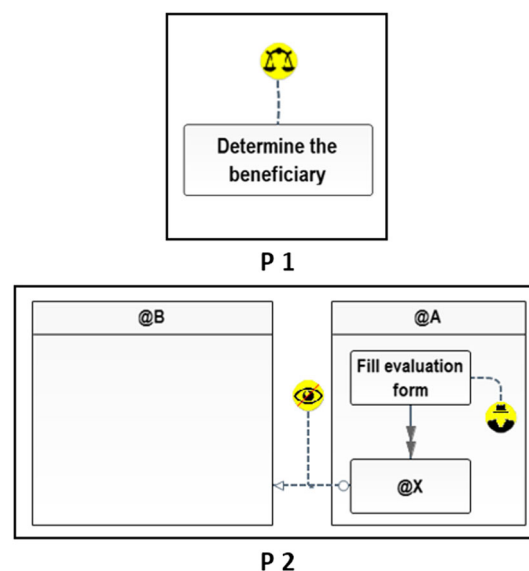 Determine the
beneficiary
P 1
@B
@A
Fill evaluation
form
@X
P 2